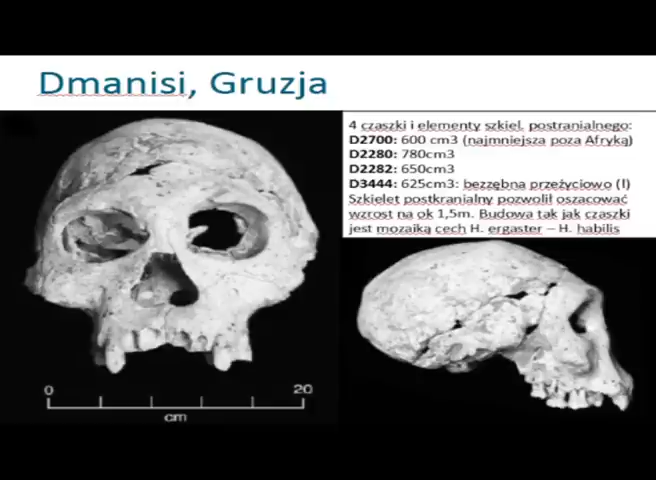 Dmanisi, Gruzja
4 czaszki i elementy szkiel. postranialnego:
D2700: 600 cm3 (najmniejsza poza Afryką)
D2280: 780cm3
D2282: 650cm3
D3444: 625cm3: bezzębna przeżyciowo (!)
Szkielet postkranialny pozwolił oszacować
wzrost na ok 1,5m. Budowa tak jak czaszki
jest mozaiką cech H. ergaster – H. habilis
0 20
cm